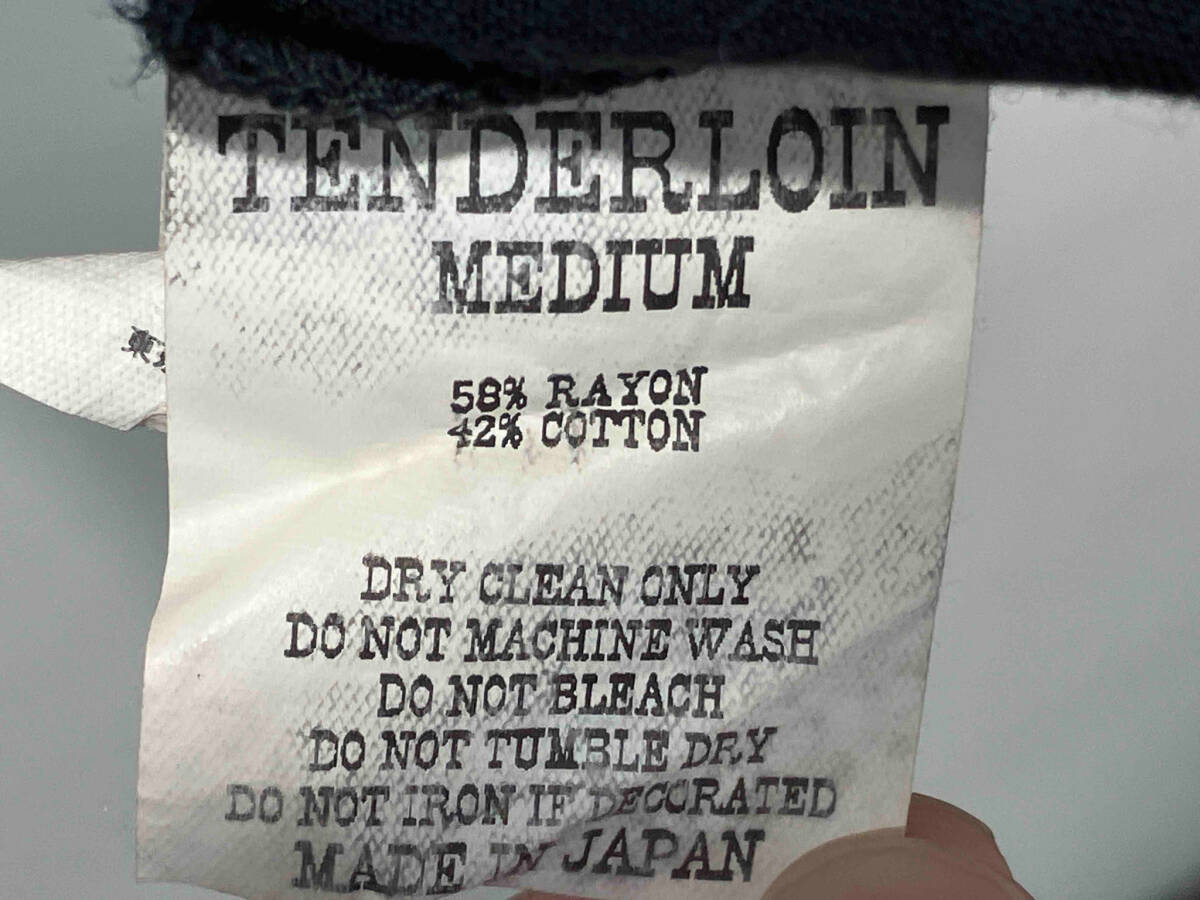 TENDERLOIN
MEDIUM
58% RAYON
42% COTTON
DRY CLEAN ONLY
DO NOT MACHINE WASH
DO NOT BLEACH
DO NOT TUMBLE DRY
DO NOT IRON IF DECORATED
MADE IN JAPAN